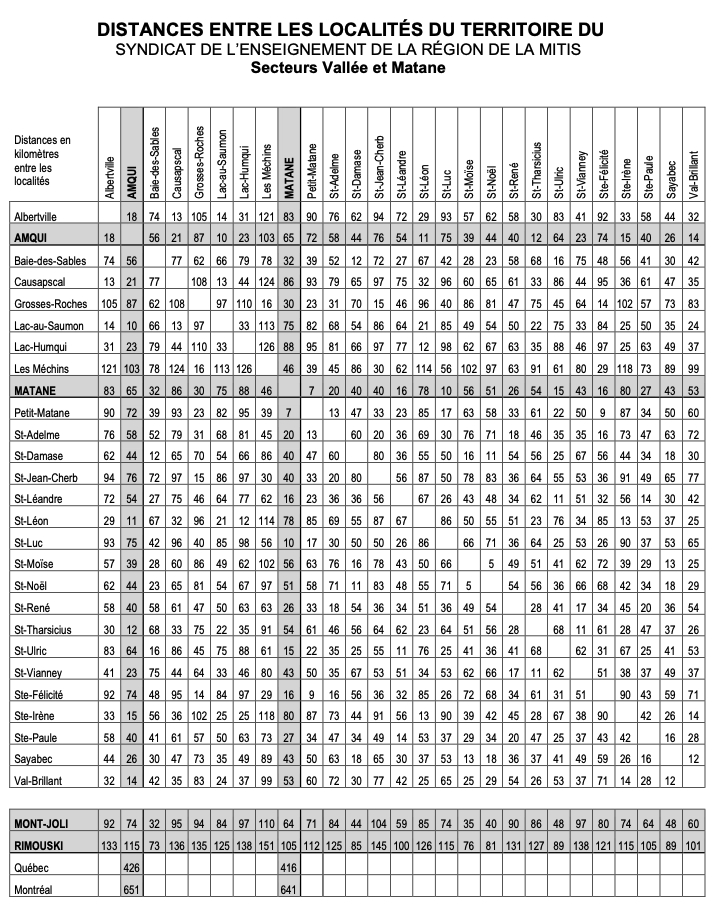 DISTANCES ENTRE LES LOCALITÉS DU TERRITOIRE DU
SYNDICAT DE L'ENSEIGNEMENT DE LA RÉGION DE LA MITIS
Secteurs Vallée et Matane
Distances en
kilomètres
entre les
localités
Albertville AMQUI Baie-des-Sables Causapscal Grosses-Roches Lac-au-Saumon Lac-Humqui Les Méchins MATANE Petit-Matane St-Adelme St-Damase St-Jean-Cherb St-Léandre St-Léon St-Luc St-Moïse St-Noël St-René St-Tharsicius St-Ulric St-Vianney Ste-Félicité Ste-Irène Ste-Paule Sayabec Val-Brillant
Albertville 18 74 13 105 14 31 121 83 90 76 62 94 72 29 93 57 62 58 30 83 41 92 33 58 44 32
AMQUI 18 56 21 87 10 23 103 65 72 58 44 76 54 11 75 39 44 40 12 64 23 74 15 40 26 14
Baie-des-Sables 74 56 77 62 66 79 78 32 39 52 12 72 27 67 42 28 23 58 68 16 75 48 56 41 30 42
Causapscal 13 21 77 108 13 44 124 86 93 79 65 97 75 32 96 60 65 61 33 86 44 95 36 61 47 35
Grosses-Roches 105 87 62 108 97 110 16 30 23 31 70 15 46 96 40 86 81 47 75 45 64 14 102 57 73 83
Lac-au-Saumon 14 10 66 13 97 33 113 75 82 68 54 86 64 21 85 49 54 50 22 75 33 84 25 50 35 24
Lac-Humqui 31 23 79 44 110 33 126 88 95 81 66 97 77 12 98 62 67 63 35 88 46 97 25 63 49 37
Les Méchins 121 103 78 124 16 113 126 46 39 45 86 30 62 114 56 102 97 63 91 61 80 29 118 73 89 99
MATANE 83 65 32 86 30 75 88 46 7 20 40 40 16 78 10 56 51 26 54 15 43 16 80 27 43 53
Petit-Matane 90 72 39 93 23 82 95 39 7 13 47 33 23 85 17 63 58 33 61 22 50 9 87 34 50 60
St-Adelme 76 58 52 79 31 68 81 45 20 13 60 20 36 69 30 76 71 18 46 35 35 16 73 47 63 72
St-Damase 62 44 12 65 70 54 66 86 40 47 60 80 36 55 50 16 11 54 56 25 67 56 44 34 18 30
St-Jean-Cherb 94 76 72 97 15 86 97 30 40 33 20 80 56 87 50 78 83 36 64 55 53 36 91 49 65 77
St-Léandre 72 54 27 75 46 64 77 62 16 23 36 36 56 67 26 43 48 34 62 11 51 32 56 14 30 42
St-Léon 29 11 67 32 96 21 12 114 78 85 69 55 87 67 86 50 55 51 23 76 34 85 13 53 37 25
St-Luc 93 75 42 96 40 85 98 56 10 17 30 50 50 26 86 66 71 36 64 25 53 26 90 37 53 65
St-Moïse 57 39 28 60 86 49 62 102 56 63 76 16 78 43 50 66 5 49 51 41 62 72 39 29 13 25
St-Noël 62 44 23 65 81 54 67 97 51 58 71 11 83 48 55 71 5 54 56 36 66 68 42 34 18 29
St-René 58 40 58 61 47 50 63 63 26 33 18 54 36 34 51 36 49 54 28 41 17 34 45 20 36 54
St-Tharsicius 30 12 68 33 75 22 35 91 54 61 46 56 64 62 23 64 51 56 28 68 11 61 28 47 37 26
St-Ulric 83 64 16 86 45 75 88 61 15 22 35 25 55 11 76 25 41 36 41 68 62 31 67 25 41 53
St-Vianney 41 23 75 44 64 33 46 80 43 50 35 67 53 51 34 53 62 66 17 11 62 51 38 37 49 37
Ste-Félicité 92 74 48 95 14 84 97 29 16 9 16 56 36 32 85 26 72 68 34 61 31 51 90 43 59 71
Ste-Irène 33 15 56 36 102 25 25 118 80 87 73 44 91 56 13 90 39 42 45 28 67 38 90 42 26 14
Ste-Paule 58 40 41 61 57 50 63 73 27 34 47 34 49 14 53 37 29 34 20 47 25 37 43 42 16 28
Sayabec 44 26 30 47 73 35 49 89 43 50 63 18 65 30 37 53 13 18 36 37 41 49 59 26 16 12
Val-Brillant 32 14 42 35 83 24 37 99 53 60 72 30 77 42 25 65 25 29 54 26 53 37 71 14 28 12
MONT-JOLI 92 74 32 95 94 84 97 110 64 71 84 44 104 59 85 74 35 40 90 86 48 97 80 74 64 48 60
RIMOUSKI 133 115 73 136 135 125 138 151 105 112 125 85 145 100 126 115 76 81 131 127 89 138 121 115 105 89 101
Québec 426 416
Montréal 651 641